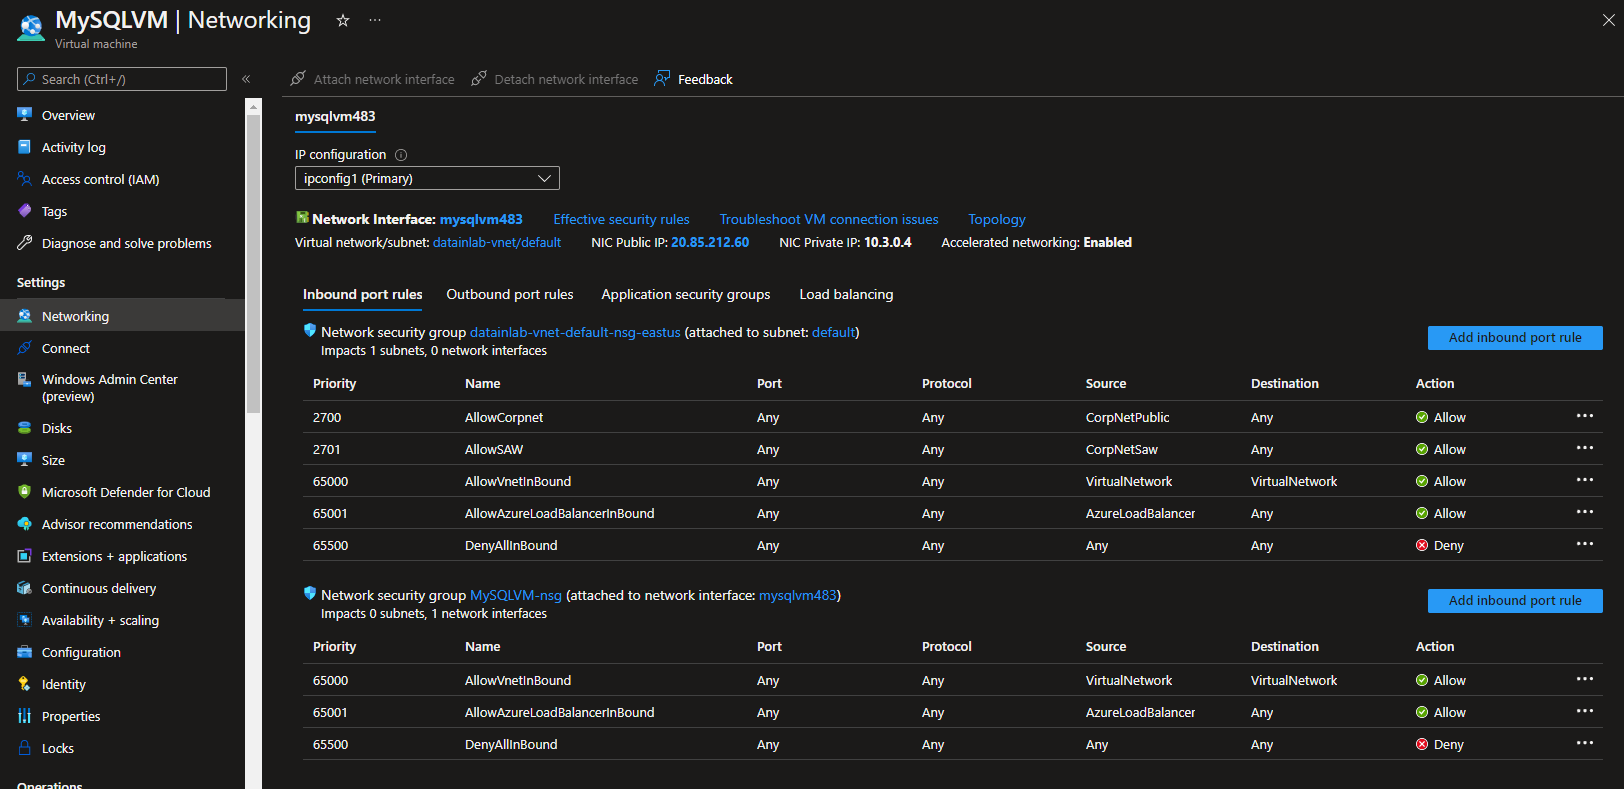 MySQLVM | Networking ☆ ···
Virtual machine
Search (Ctrl+/)
«
Overview
Activity log
Access control (IAM)
Tags
Diagnose and solve problems
Settings
Networking
Connect
Windows Admin Center
(preview)
Disks
Size
Microsoft Defender for Cloud
Advisor recommendations
Extensions + applications
Continuous delivery
Availability + scaling
Configuration
Identity
Properties
Locks
Operations
Attach network interface Detach network interface Feedback
mysqlvm483
IP configuration
ipconfig1 (Primary)
Network Interface: mysqlvm483 Effective security rules Troubleshoot VM connection issues Topology
Virtual network/subnet: datainlab-vnet/default NIC Public IP: 20.85.212.60 NIC Private IP: 10.3.0.4 Accelerated networking: Enabled
Inbound port rules Outbound port rules Application security groups Load balancing
Network security group datainlab-vnet-default-nsg-eastus (attached to subnet: default)
Impacts 1 subnets, 0 network interfaces
Add inbound port rule
Priority Name Port Protocol Source Destination Action
2700 AllowCorpnet Any Any CorpNetPublic Any Allow ···
2701 AllowSAW Any Any CorpNetSaw Any Allow ···
65000 AllowVnetInBound Any Any VirtualNetwork VirtualNetwork Allow ···
65001 AllowAzureLoadBalancerInBound Any Any AzureLoadBalancer Any Allow ···
65500 DenyAllInBound Any Any Any Any Deny ···
Network security group MySQLVM-nsg (attached to network interface: mysqlvm483)
Impacts 0 subnets, 1 network interfaces
Add inbound port rule
Priority Name Port Protocol Source Destination Action
65000 AllowVnetInBound Any Any VirtualNetwork VirtualNetwork Allow ···
65001 AllowAzureLoadBalancerInBound Any Any AzureLoadBalancer Any Allow ···
65500 DenyAllInBound Any Any Any Any Deny ···